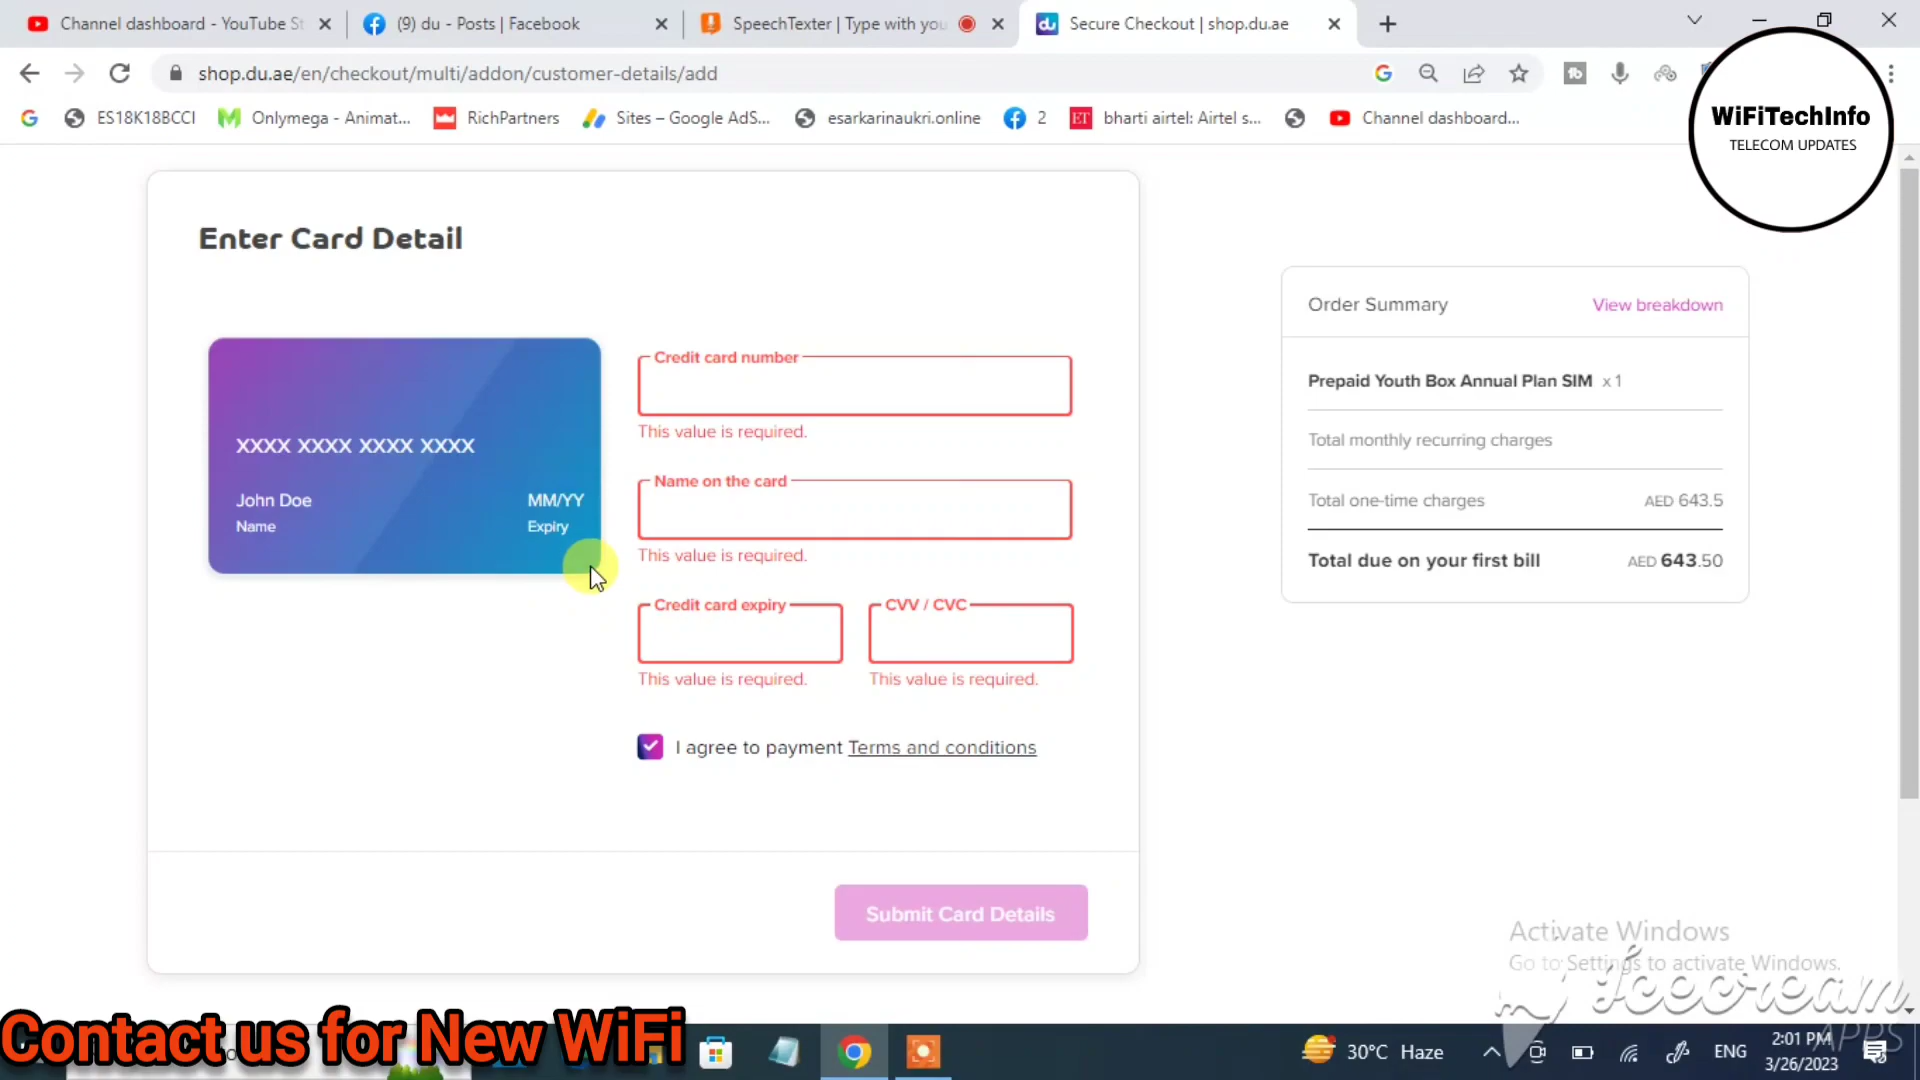 Channel dashboard - YouTube St
(9) du - Posts | Facebook
SpeechTexter | Type with you
du
Secure Checkout | shop.du.ae
shop.du.ae/en/checkout/multi/addon/customer-details/add
ES18K18BCCI
Onlymega - Animat...
RichPartners
Sites – Google AdS...
esarkarinaukri.online
2
ET
bharti airtel: Airtel s...
Channel dashboard...
WiFiTechInfo
TELECOM UPDATES
Enter Card Detail
XXXX XXXX XXXX XXXX
John Doe
MM/YY
Name
Expiry
Credit card number
This value is required.
Name on the card
This value is required.
Credit card expiry
CVV / CVC
This value is required.
This value is required.
I agree to payment Terms and conditions
Submit Card Details
Order Summary
View breakdown
Prepaid Youth Box Annual Plan SIM x 1
Total monthly recurring charges
Total one-time charges
AED 643.5
Total due on your first bill
AED 643.50
Activate Windows
Go to Settings to activate Windows.
Icecream
APPS
Contact us for New WiFi
30°C Haze
ENG
2:01 PM
3/26/2023